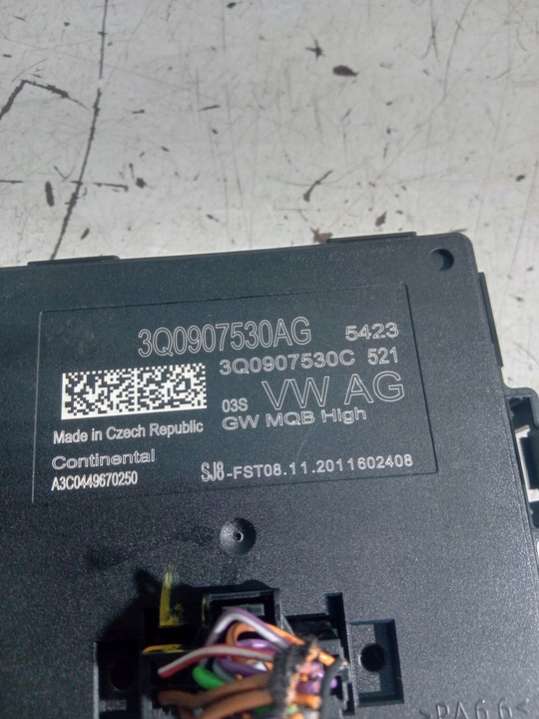 3Q0907530AG 5423
3Q0907530C 521
03S VW AG
GW MQB High
Made in Czech Republic
Continental
A3C0449670250
SJ8-FST08.11.2011602408
>PA66